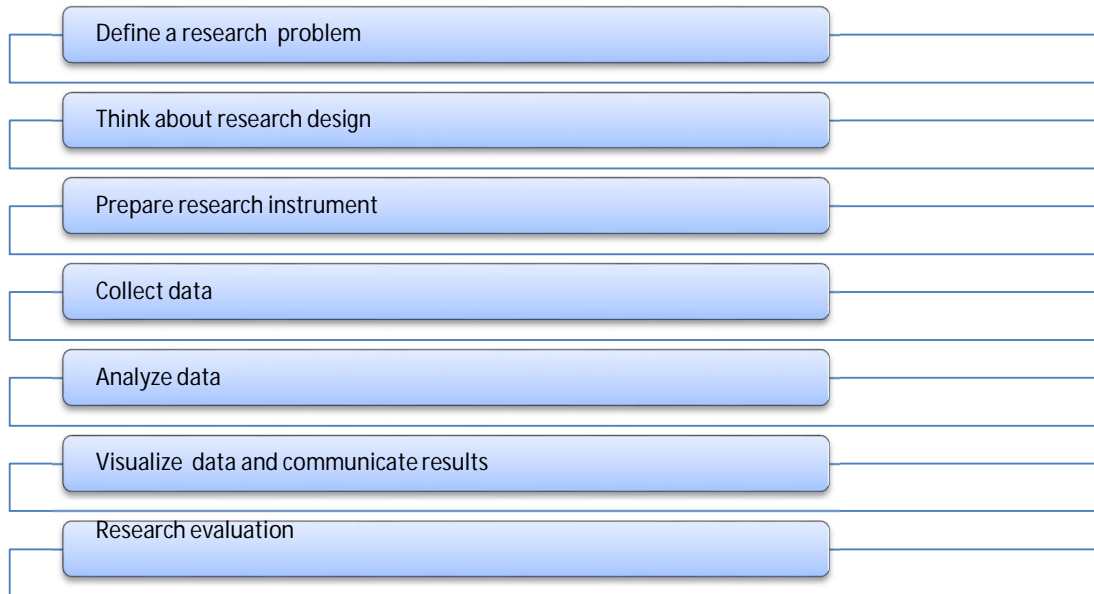 Define a research problem
Think about research design
Prepare research instrument
Collect data
Analyze data
Visualize data and communicate results
Research evaluation